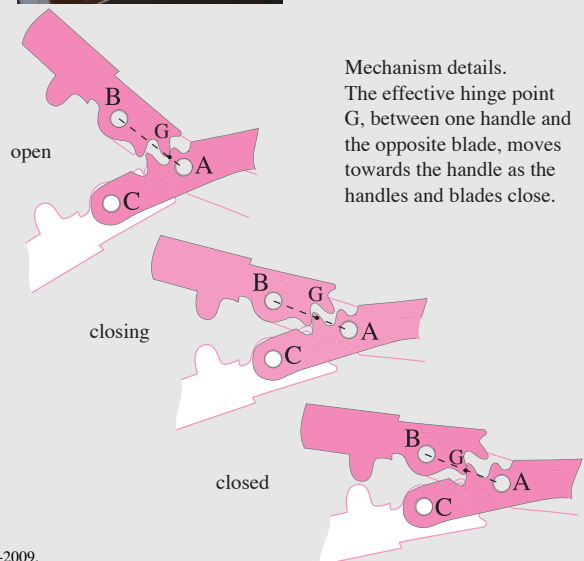 Mechanism details.
The effective hinge point
G, between one handle and
the opposite blade, moves
towards the handle as the
handles and blades close.
B
G
A
C
open
B
G
A
C
closing
B
G
A
C
closed
-2009.